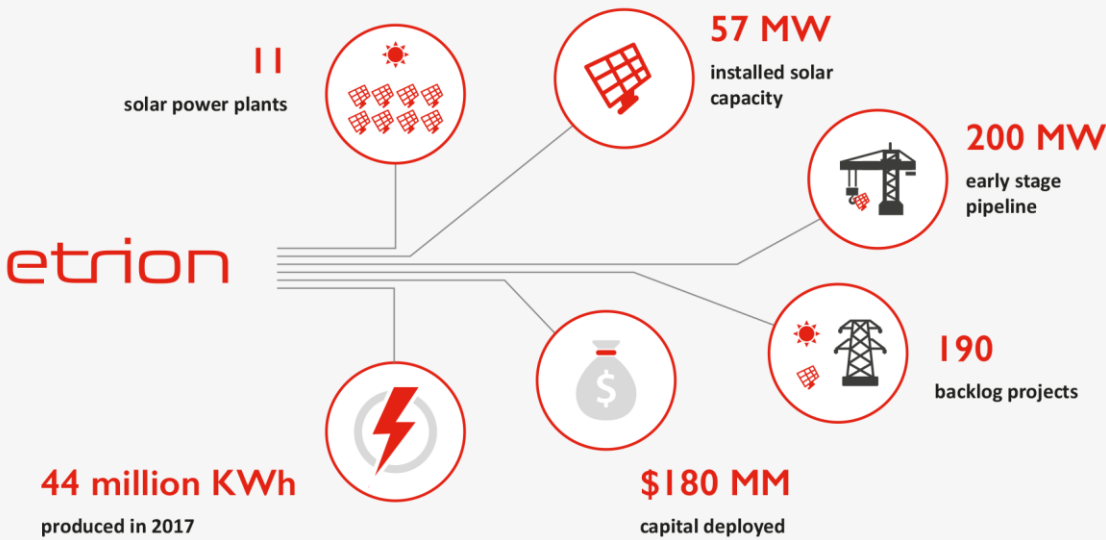 11
solar power plants
57 MW
installed solar
capacity
200 MW
early stage
pipeline
etrion
190
backlog projects
$
44 million KWh
produced in 2017
$180 MM
capital deployed